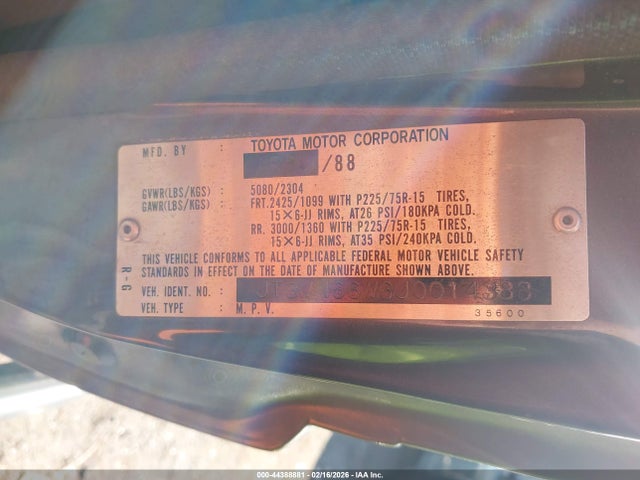 MFD. BY : TOYOTA MOTOR CORPORATION
/88
GVWR(LBS/KGS) : 5080/2304
GAWR(LBS/KGS) : FRT. 2425/1099 WITH P225/75R-15 TIRES,
15×6-JJ RIMS, AT26 PSI/180KPA COLD.
RR. 3000/1360 WITH P225/75R-15 TIRES,
15×6-JJ RIMS, AT35 PSI/240KPA COLD.
THIS VEHICLE CONFORMS TO ALL APPLICABLE FEDERAL MOTOR VEHICLE SAFETY
STANDARDS IN EFFECT ON THE DATE OF MANUFACTURE SHOWN ABOVE.
VEH. IDENT. NO. :
VEH. TYPE : M. P. V.
35600
R-G
000-44388881 - 02/16/2026 - IAA Inc.